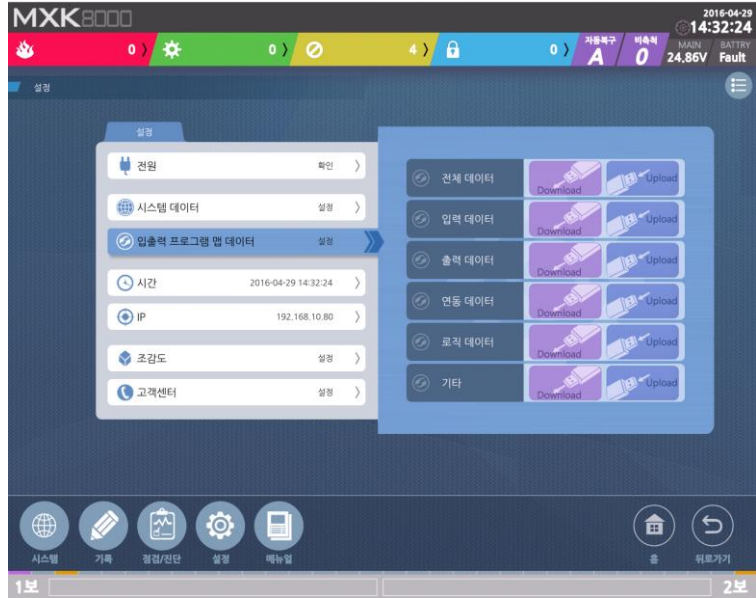 MXK8000
2016-04-29
14:32:24
0 〉 0 〉 4 〉 0 〉 자동복구 A 비축적 0 MAIN 24.86V BATTRY Fault
설정
설정
전원 확인 〉
시스템 데이터 설정 〉
입출력 프로그램 맵 데이터 설정
시간 2016-04-29 14:32:24 〉
IP 192.168.10.80 〉
조감도 설정 〉
고객센터 설정 〉
전체 데이터 Download Upload
입력 데이터 Download Upload
출력 데이터 Download Upload
연동 데이터 Download Upload
로직 데이터 Download Upload
기타 Download Upload
시스템 기록 점검/진단 설정 메뉴얼 홈 뒤로가기
1보 2보